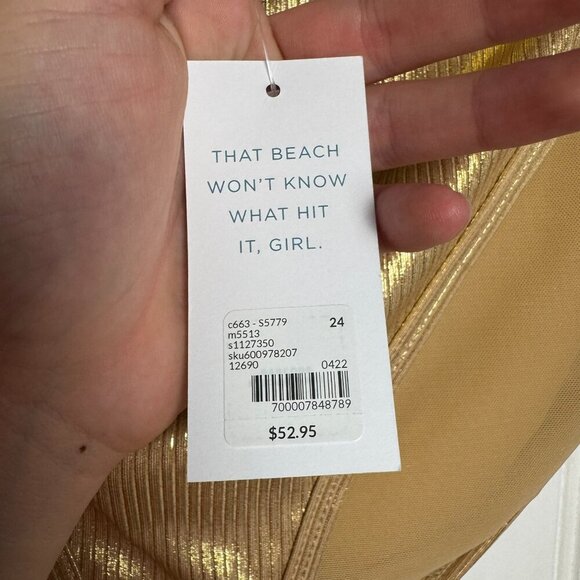 THAT BEACH
WON'T KNOW
WHAT HIT
IT, GIRL.
c663 - S5779 24
m5513
s1127350
sku600978207
12690 0422
700007848789
$52.95